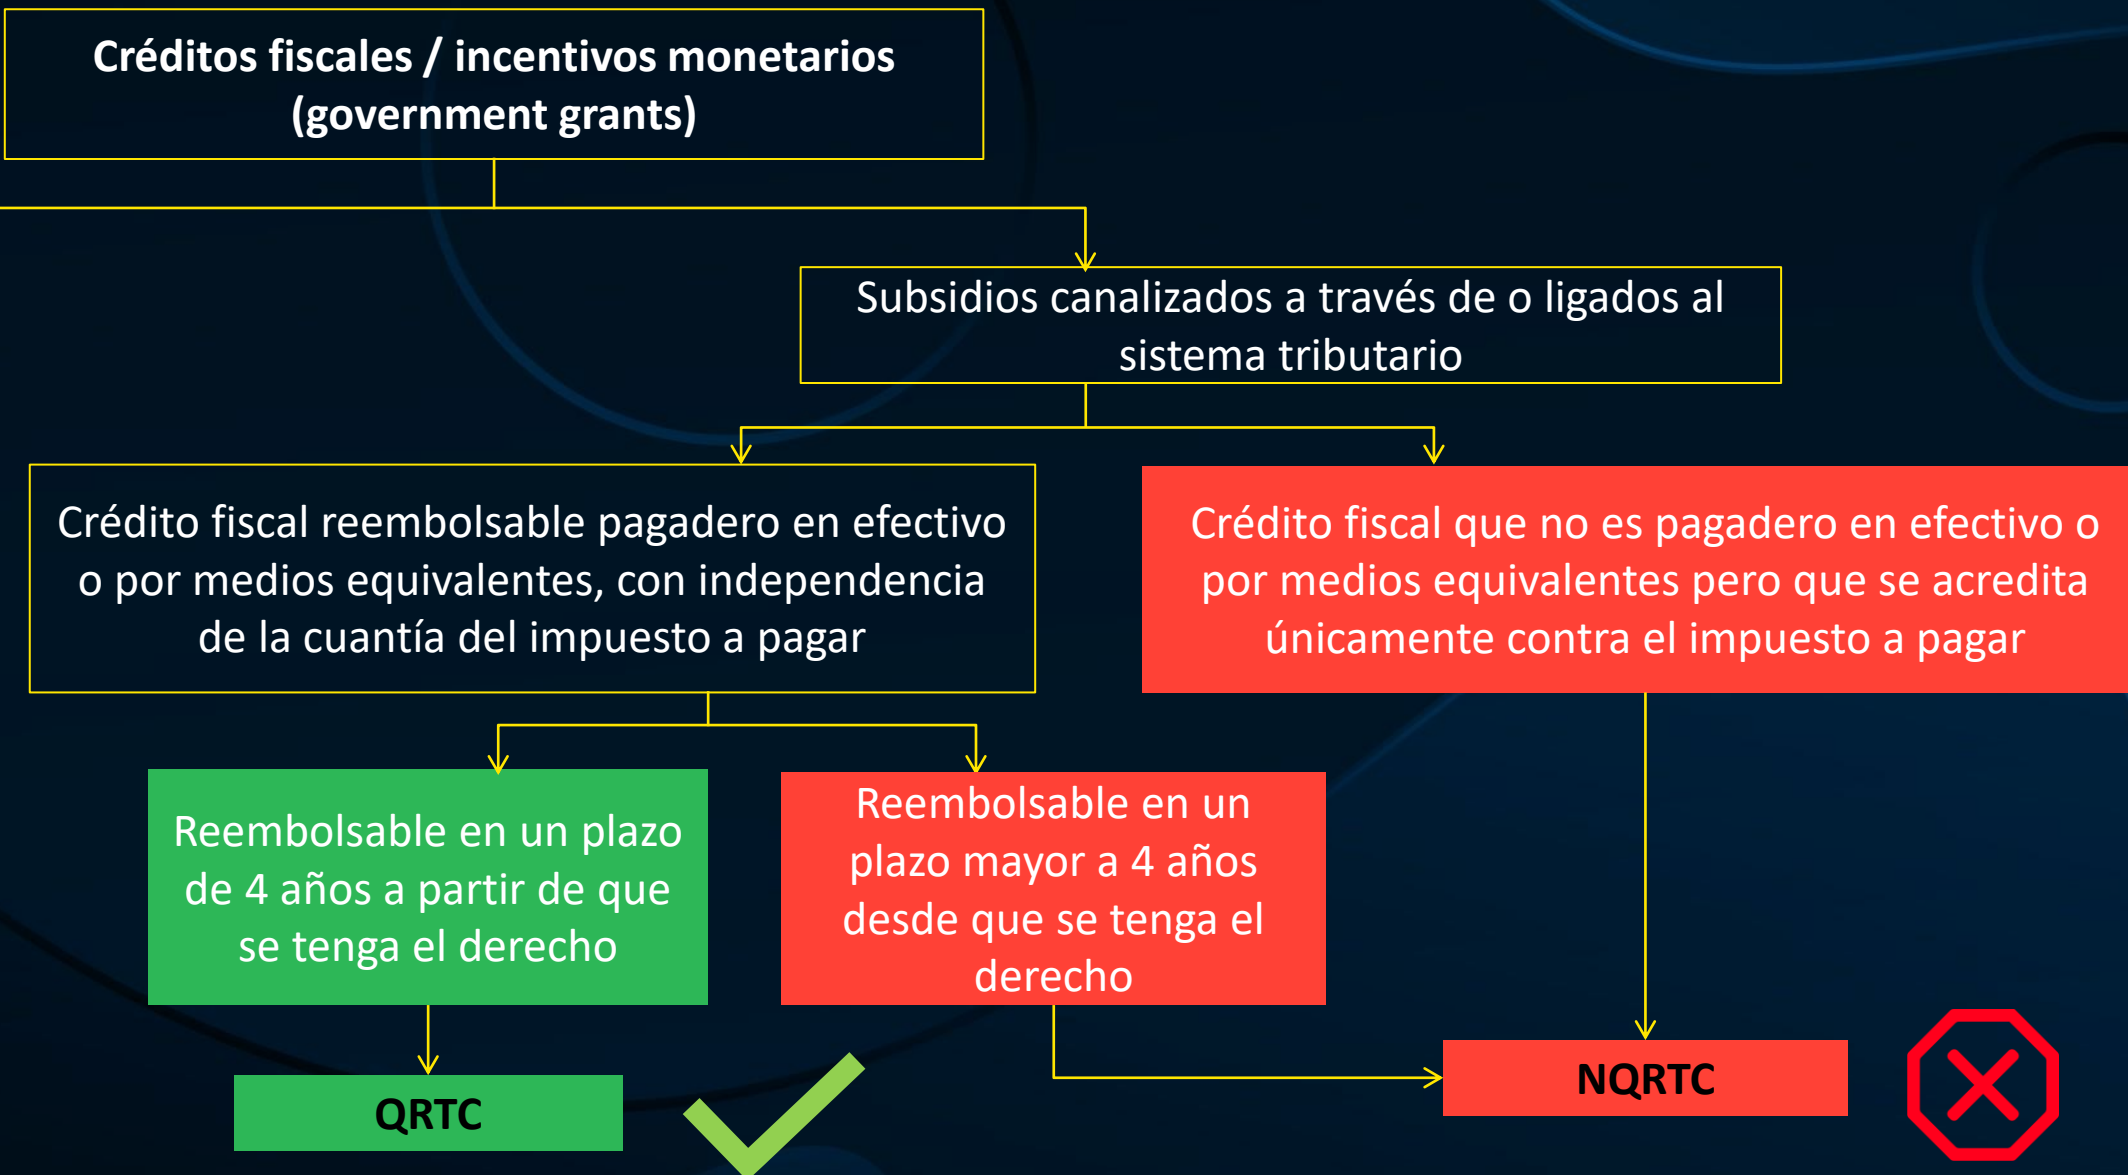 Créditos fiscales / incentivos monetarios
(government grants)
Subsidios canalizados a través de o ligados al
sistema tributario
Crédito fiscal reembolsable pagadero en efectivo
o por medios equivalentes, con independencia
de la cuantía del impuesto a pagar
Crédito fiscal que no es pagadero en efectivo o
por medios equivalentes pero que se acredita
únicamente contra el impuesto a pagar
Reembolsable en un plazo
de 4 años a partir de que
se tenga el derecho
Reembolsable en un
plazo mayor a 4 años
desde que se tenga el
derecho
QRTC
NQRTC